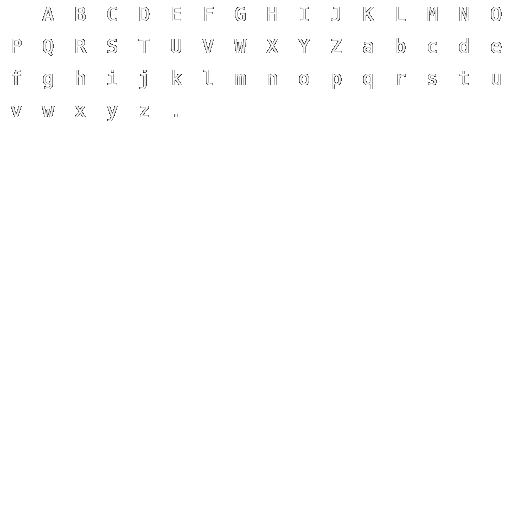 A B C D E F G H I J K L M N O
P Q R S T U V W X Y Z a b c d e
f g h i j k l m n o p q r s t u
v w x y z .